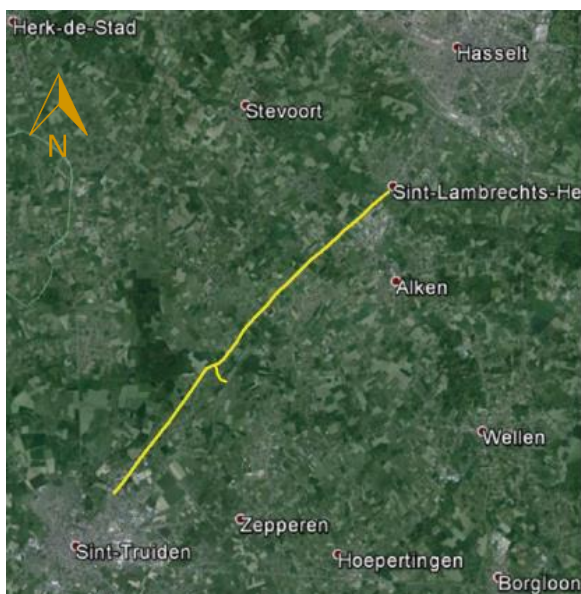 Herk-de-Stad
Hasselt
Stevoort
N
Sint-Lambrechts-He
Alken
Wellen
Zepperen
Sint-Truiden
Hoepertingen
Borgloon